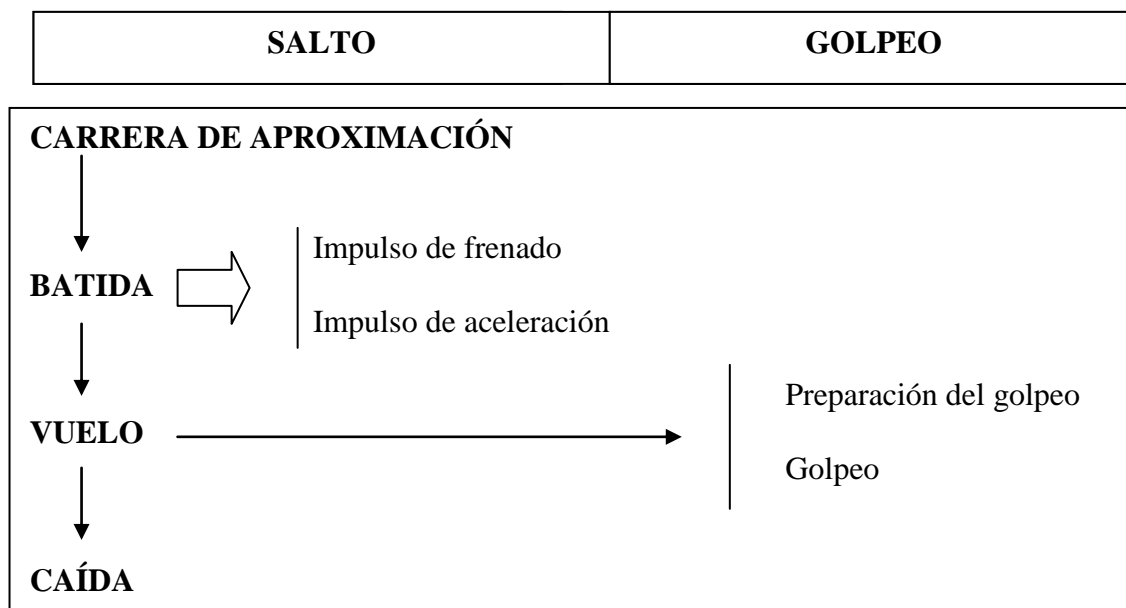 SALTO GOLPEO
CARRERA DE APROXIMACIÓN
Impulso de frenado
BATIDA
Impulso de aceleración
Preparación del golpeo
VUELO
Golpeo
CAÍDA